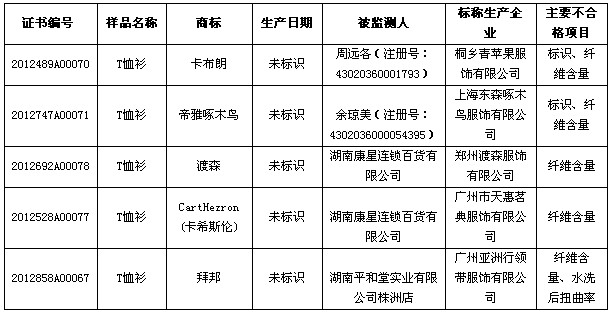 证书编号 样品名称 商标 生产日期 被监测人 标称生产企业 主要不合格项目
2012489A00070 T恤衫 卡布朗 未标识 周远名(注册号:43020360001793) 桐乡青苹果服饰有限公司 标识、纤维含量
2012747A00071 T恤衫 帝雅啄木鸟 未标识 余琼美(注册号:4302036000054395) 上海东森啄木鸟服饰有限公司 标识、纤维含量
2012692A00078 T恤衫 渡森 未标识 湖南康星连锁百货有限公司 郑州渡森服饰有限公司 纤维含量
2012528A00077 T恤衫 CartHezron(卡希斯伦) 未标识 湖南康星连锁百货有限公司 广州市天惠茗典服饰有限公司 纤维含量
2012858A00067 T恤衫 拜邦 未标识 湖南平和堂实业有限公司株洲店 广州亚洲行领带服饰有限公司 纤维含量、水洗后扭曲率